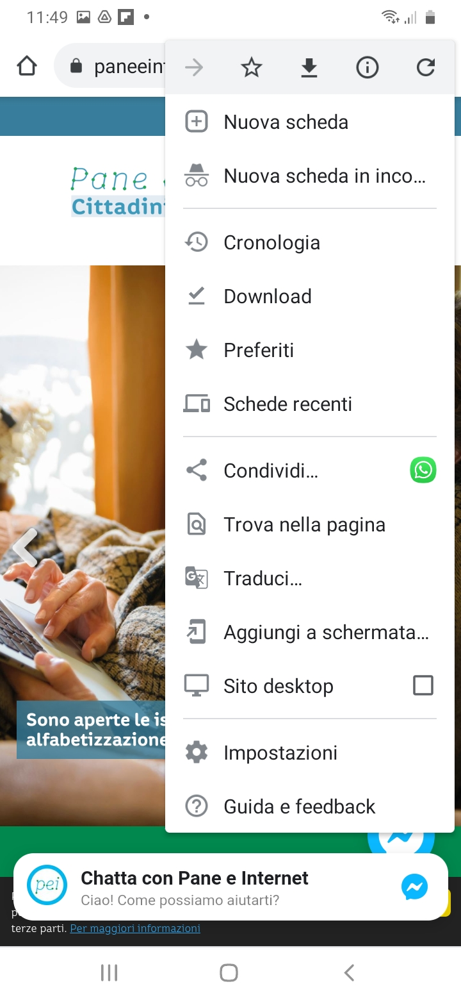 11:49
paneein
Nuova scheda
Nuova scheda in inco...
Pane
Cittadini
Cronologia
Download
Preferiti
Schede recenti
Condividi...
Trova nella pagina
Traduci...
Aggiungi a schermata...
Sito desktop
Sono aperte le is
alfabetizzazione
Impostazioni
Guida e feedback
pei
Chatta con Pane e Internet
Ciao! Come possiamo aiutarti?
terze parti. Per maggiori informazioni